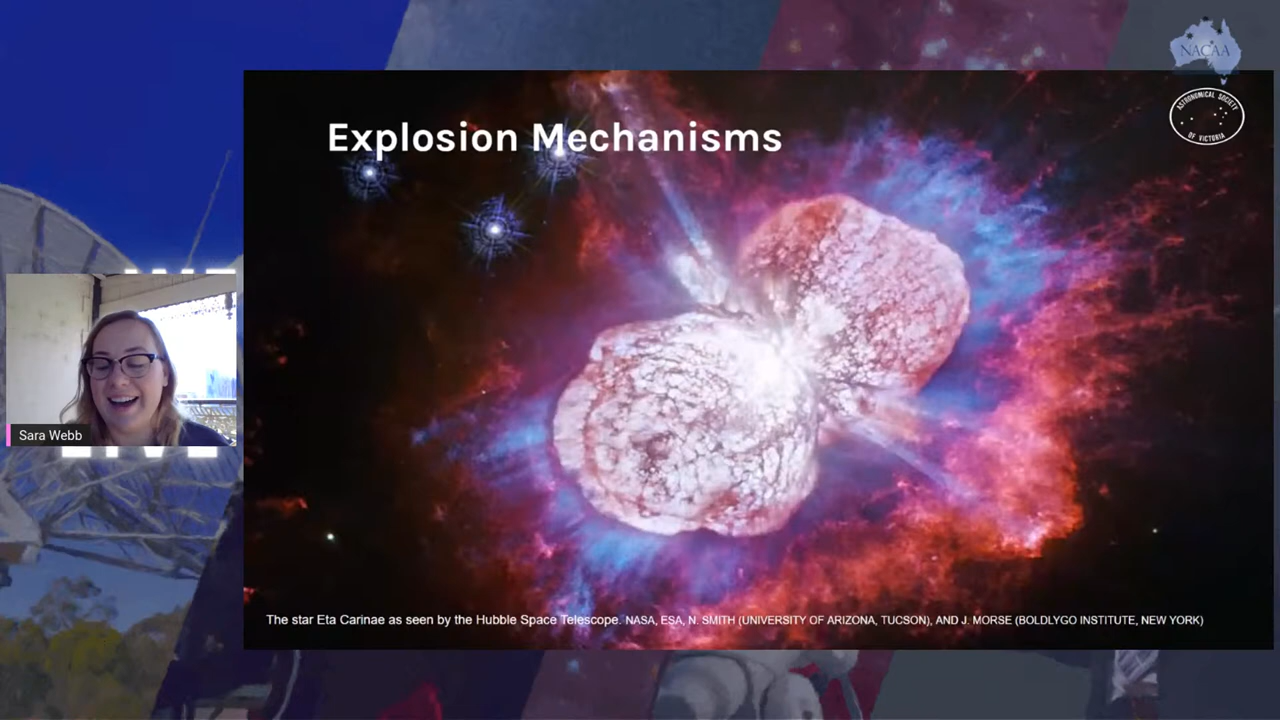 NACAA
ASTRONOMICAL SOCIETY
OF VICTORIA
Explosion Mechanisms
Sara Webb
The star Eta Carinae as seen by the Hubble Space Telescope. NASA, ESA, N. SMITH (UNIVERSITY OF ARIZONA, TUCSON), AND J. MORSE (BOLDLYGO INSTITUTE, NEW YORK)